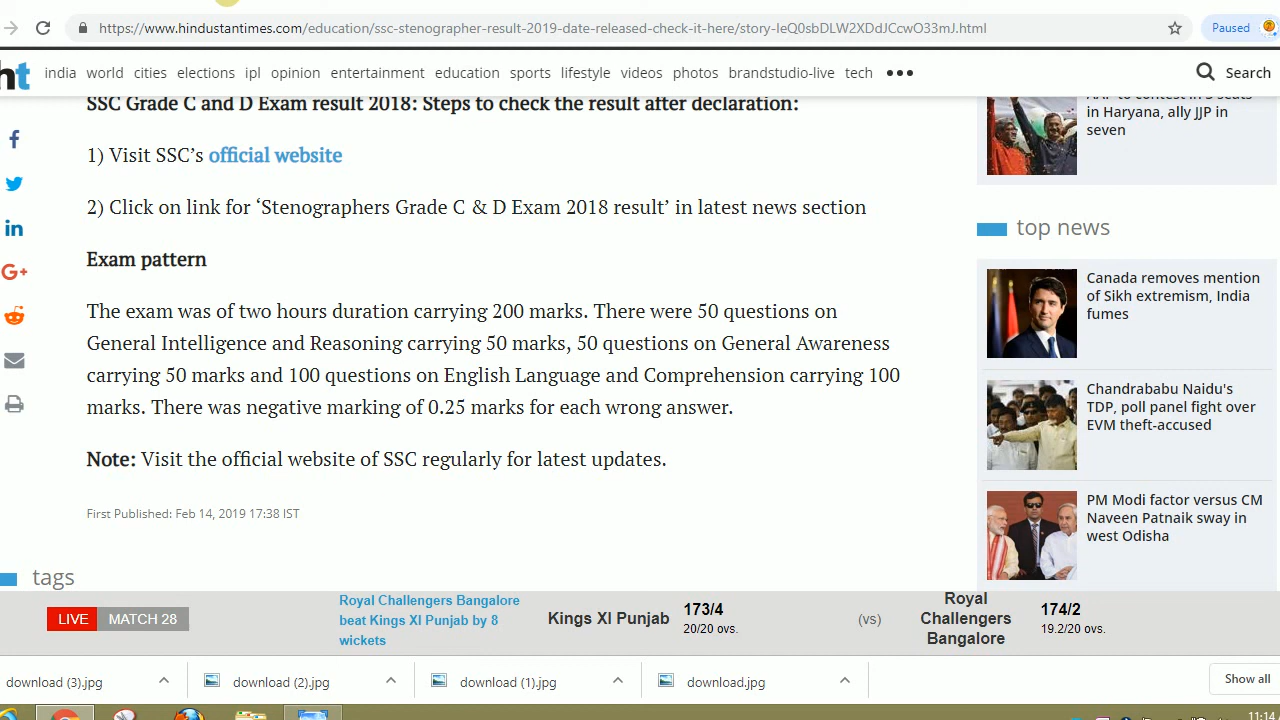 https://www.hindustantimes.com/education/ssc-stenographer-result-2019-date-released-check-it-here/story-IeQ0sbDLW2XDdJCcwO33mJ.html
Paused
ht
india world cities elections ipl opinion entertainment education sports lifestyle videos photos brandstudio-live tech •••
Search
SSC Grade C and D Exam result 2018: Steps to check the result after declaration:
1) Visit SSC’s official website
2) Click on link for ‘Stenographers Grade C & D Exam 2018 result’ in latest news section
Exam pattern
The exam was of two hours duration carrying 200 marks. There were 50 questions on
General Intelligence and Reasoning carrying 50 marks, 50 questions on General Awareness
carrying 50 marks and 100 questions on English Language and Comprehension carrying 100
marks. There was negative marking of 0.25 marks for each wrong answer.
Note: Visit the official website of SSC regularly for latest updates.
First Published: Feb 14, 2019 17:38 IST
tags
AAP to contest in 3 seats
in Haryana, ally JJP in
seven
top news
Canada removes mention
of Sikh extremism, India
fumes
Chandrababu Naidu's
TDP, poll panel fight over
EVM theft-accused
PM Modi factor versus CM
Naveen Patnaik sway in
west Odisha
LIVE MATCH 28
Royal Challengers Bangalore
beat Kings XI Punjab by 8
wickets
Kings XI Punjab
173/4
20/20 ovs.
(vs)
Royal
Challengers
Bangalore
174/2
19.2/20 ovs.
download (3).jpg
download (2).jpg
download (1).jpg
download.jpg
Show all
11:14